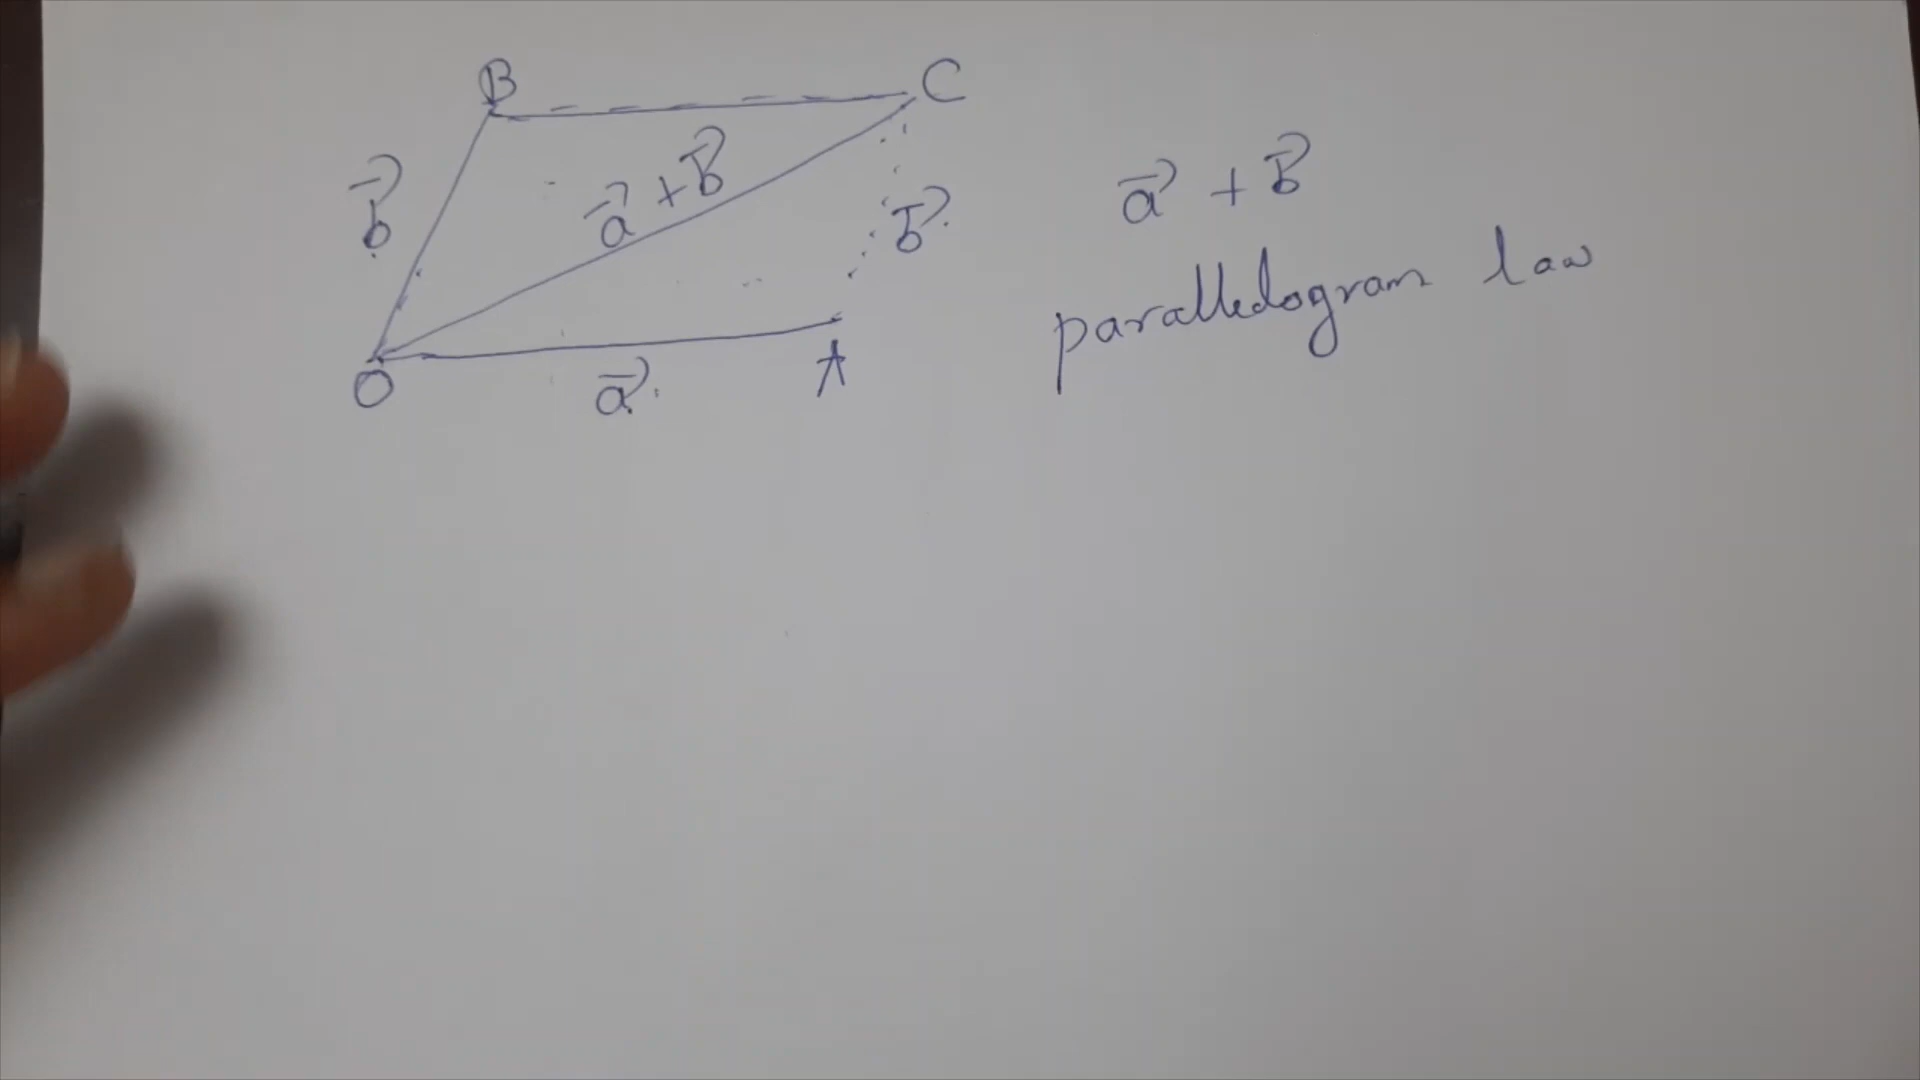 B
C
b⃗
a⃗ + b⃗
b⃗
a⃗ + b⃗
parallelogram law
O
a⃗
A